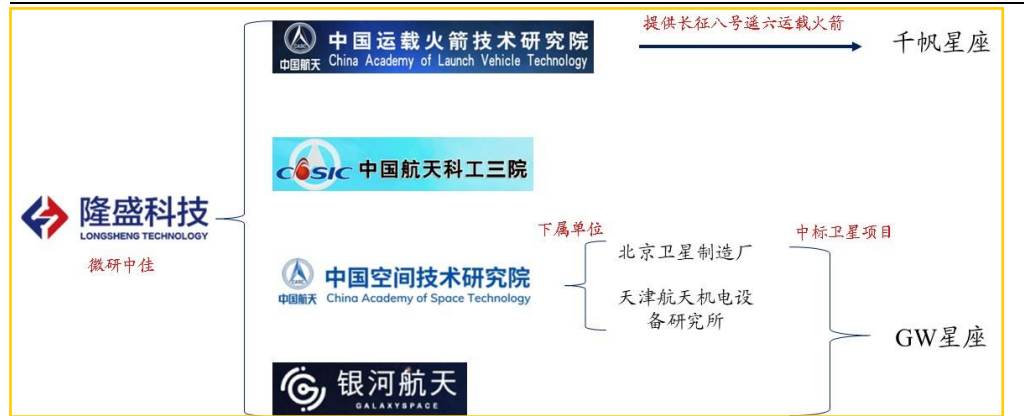 中国航天
CALT
中国运载火箭技术研究院
China Academy of Launch Vehicle Technology
提供长征八号遥六运载火箭
千帆星座
CASIC
中国航天科工三院
隆盛科技
LONGSHENG TECHNOLOGY
微研中佳
中国航天
中国空间技术研究院
China Academy of Space Technology
下属单位
北京卫星制造厂
天津航天机电设
备研究所
中标卫星项目
GW星座
银河航天
GALAXYSPACE